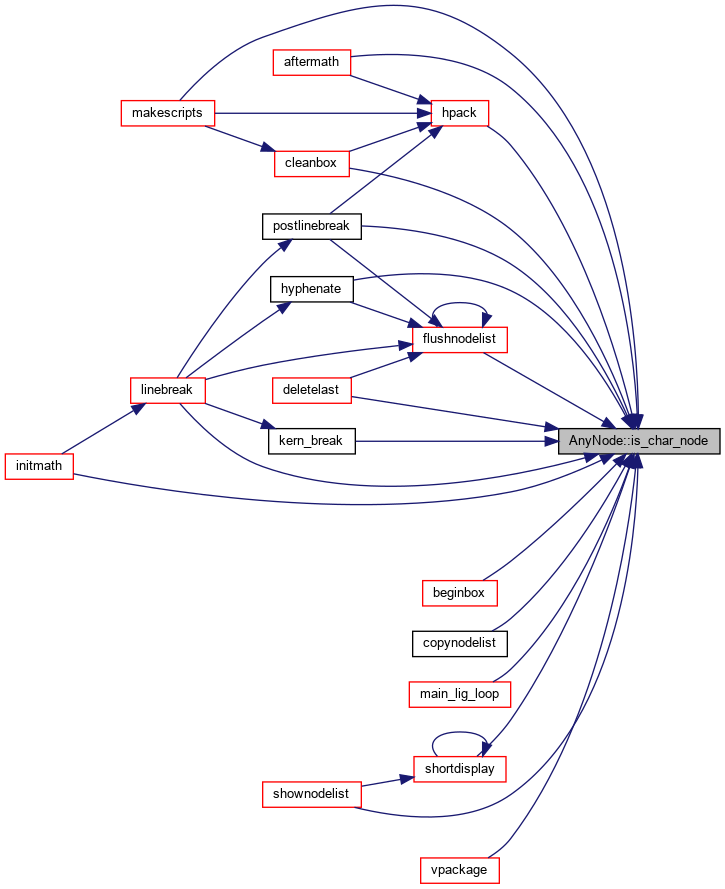 aftermath
makescripts
hpack
cleanbox
postlinebreak
hyphenate
flushnodelist
linebreak
deletelast
kern_break
AnyNode::is_char_node
initmath
beginbox
copynodelist
main_lig_loop
shortdisplay
shownodelist
vpackage